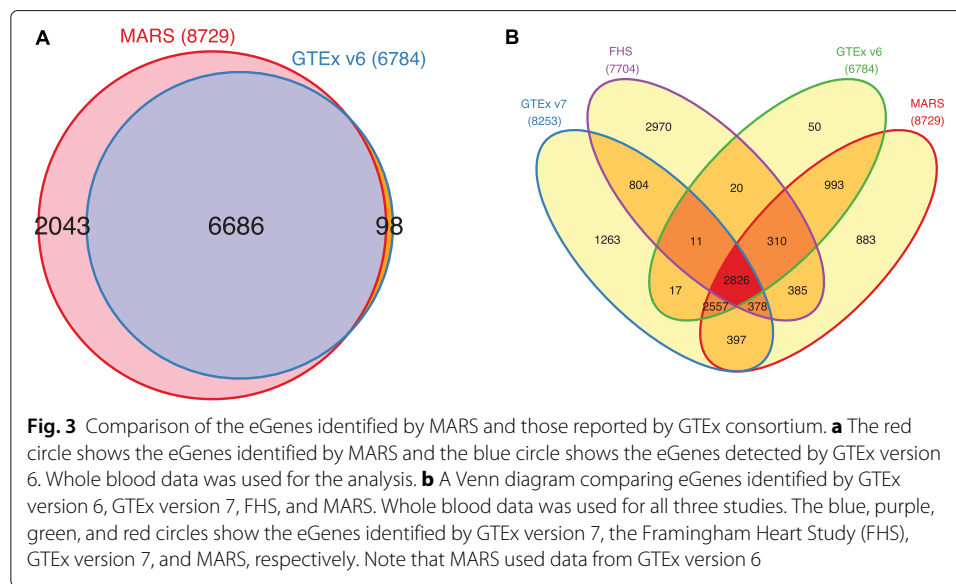 A
MARS (8729)
GTEx v6 (6784)
2043
6686
98
B
FHS
(7704)
GTEx v6
(6784)
GTEx v7
(8253)
MARS
(8729)
2970
50
804
20
993
1263
11
310
883
2826
17
385
2557
378
397
Fig. 3 Comparison of the eGenes identified by MARS and those reported by GTEx consortium. a The red
circle shows the eGenes identified by MARS and the blue circle shows the eGenes detected by GTEx version
6. Whole blood data was used for the analysis. b A Venn diagram comparing eGenes identified by GTEx
version 6, GTEx version 7, FHS, and MARS. Whole blood data was used for all three studies. The blue, purple,
green, and red circles show the eGenes identified by GTEx version 7, the Framingham Heart Study (FHS),
GTEx version 7, and MARS, respectively. Note that MARS used data from GTEx version 6